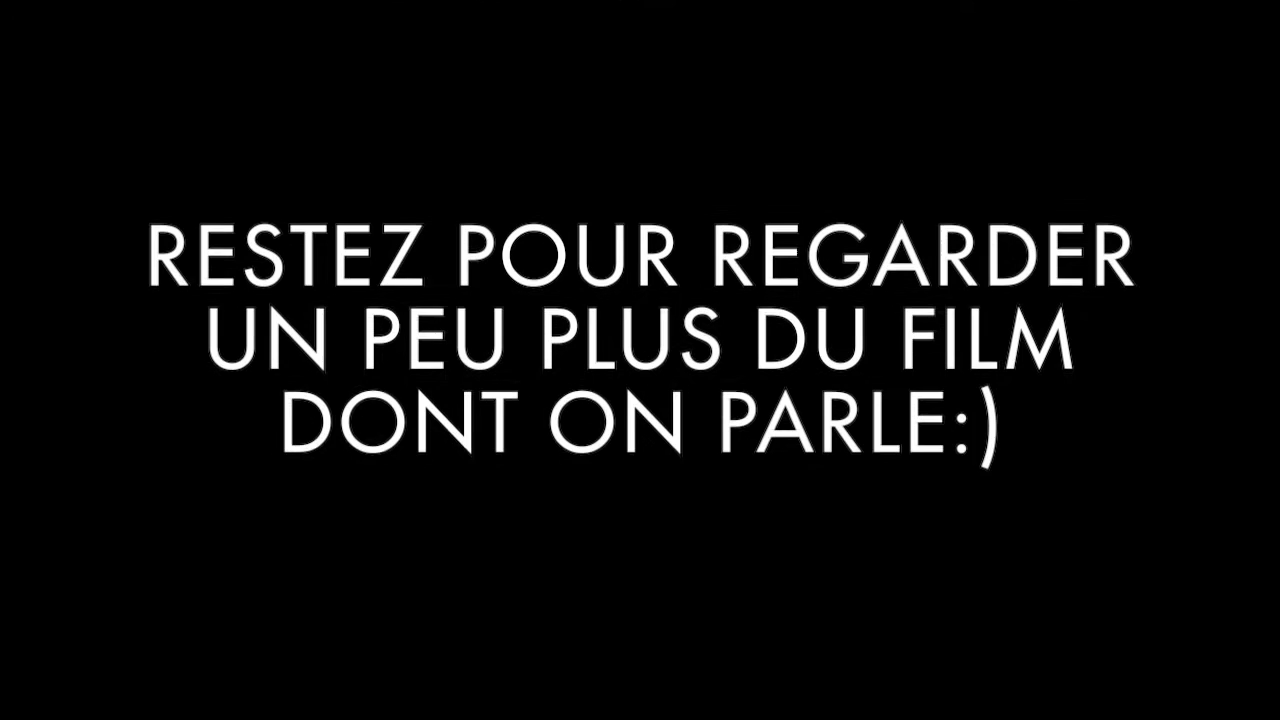 RESTEZ POUR REGARDER
UN PEU PLUS DU FILM
DONT ON PARLE:)